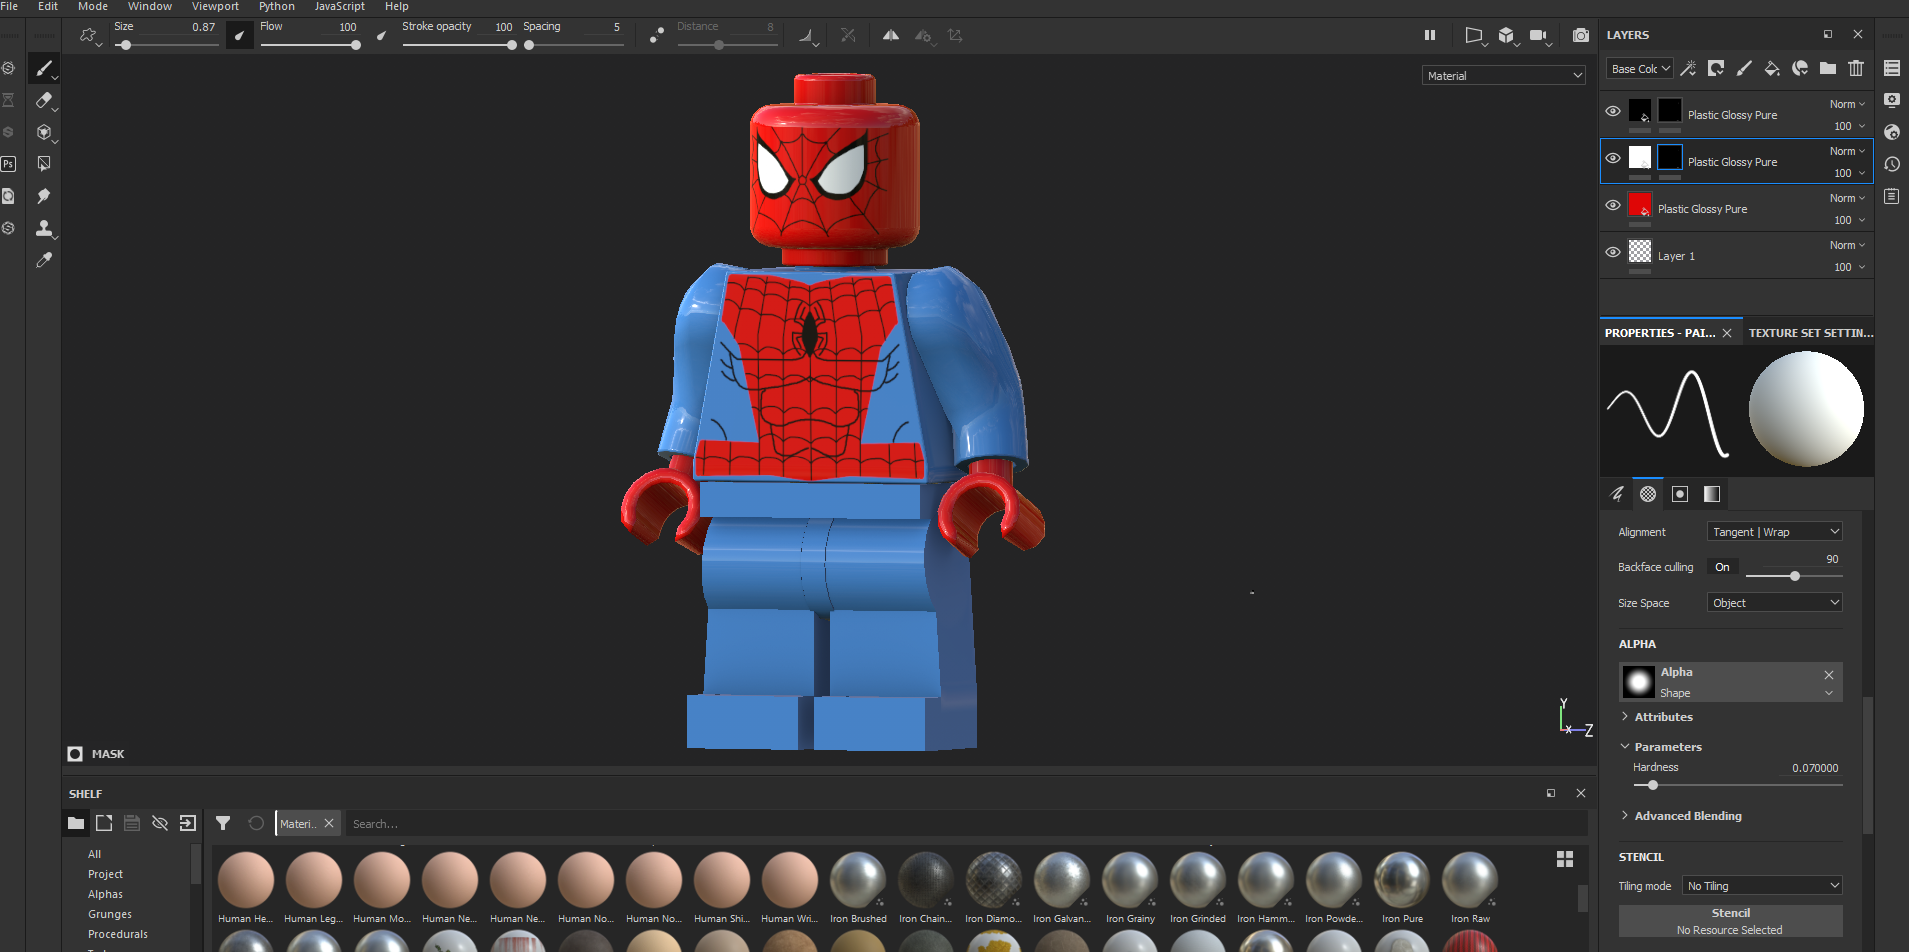 File Edit Mode Window Viewport Python JavaScript Help
Size 0.87 Flow 100 Stroke opacity 100 Spacing 5 Distance 8
Material
MASK
Y
X Z
LAYERS
Base Colc
Plastic Glossy Pure Norm
100
Plastic Glossy Pure Norm
100
Plastic Glossy Pure Norm
100
Layer 1 Norm
100
PROPERTIES - PAI... TEXTURE SET SETTIN...
Alignment Tangent | Wrap
Backface culling On 90
Size Space Object
ALPHA
Alpha
Shape
Attributes
Parameters
Hardness 0.070000
Advanced Blending
STENCIL
Tiling mode No Tiling
Stencil
No Resource Selected
Ps
SHELF
Materi.. Search...
All
Project
Alphas
Grunges
Procedurals
Human He... Human Leg... Human Mo... Human Ne... Human Ne... Human No... Human No... Human Shi... Human Wri... Iron Brushed Iron Chain... Iron Diamo... Iron Galvan... Iron Grainy Iron Grinded Iron Hamm... Iron Powde... Iron Pure Iron Raw